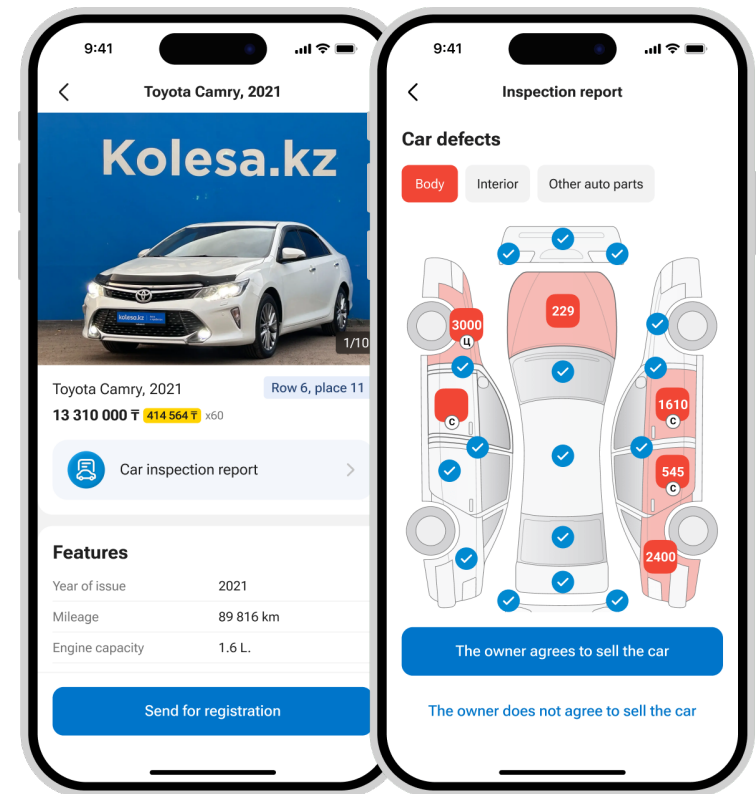 9:41
Toyota Camry, 2021
Kolesa.kz
kolesa.kz
1/10
Toyota Camry, 2021
Row 6, place 11
13 310 000 ₸ 414 564 ₸ x60
Car inspection report
Features
Year of issue 2021
Mileage 89 816 km
Engine capacity 1.6 L.
Send for registration
9:41
Inspection report
Car defects
Body Interior Other auto parts
229
3000
Ц
C
1610
C
545
C
2400
The owner agrees to sell the car
The owner does not agree to sell the car